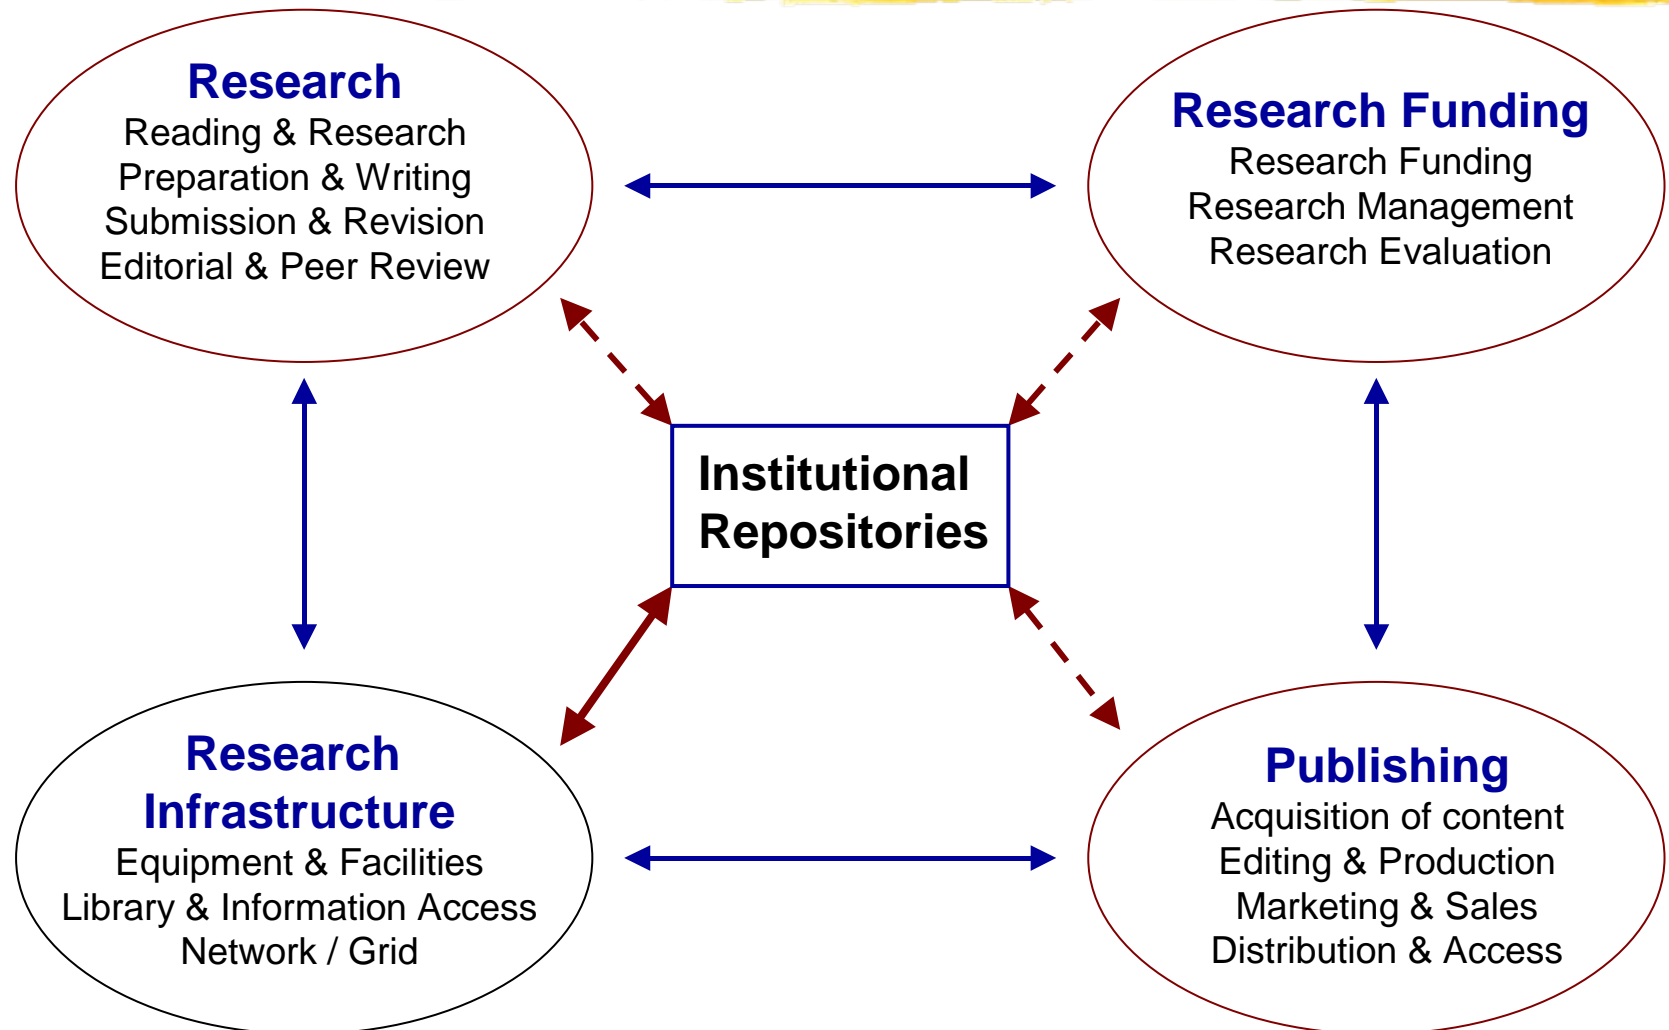 Research
Reading & Research
Preparation & Writing
Submission & Revision
Editorial & Peer Review
Research Funding
Research Funding
Research Management
Research Evaluation
Institutional
Repositories
Research
Infrastructure
Equipment & Facilities
Library & Information Access
Network / Grid
Publishing
Acquisition of content
Editing & Production
Marketing & Sales
Distribution & Access